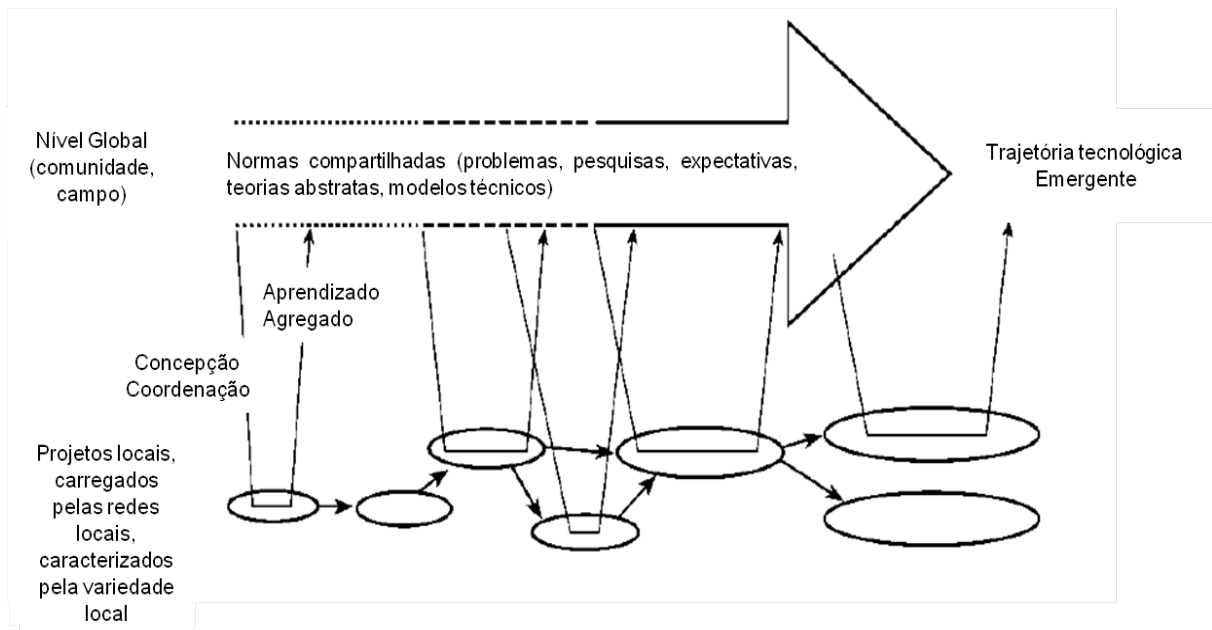 Nível Global
(comunidade,
campo)
Normas compartilhadas (problemas, pesquisas, expectativas,
teorias abstratas, modelos técnicos)
Trajetória tecnológica
Emergente
Aprendizado
Agregado
Concepção
Coordenação
Projetos locais,
carregados
pelas redes
locais,
caracterizados
pela variedade
local